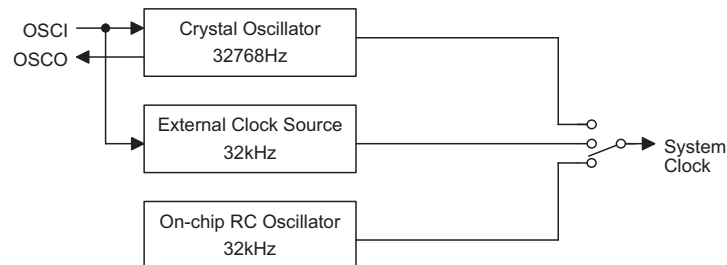 OSCI
OSCO
Crystal Oscillator
32768Hz
External Clock Source
32kHz
On-chip RC Oscillator
32kHz
System
Clock